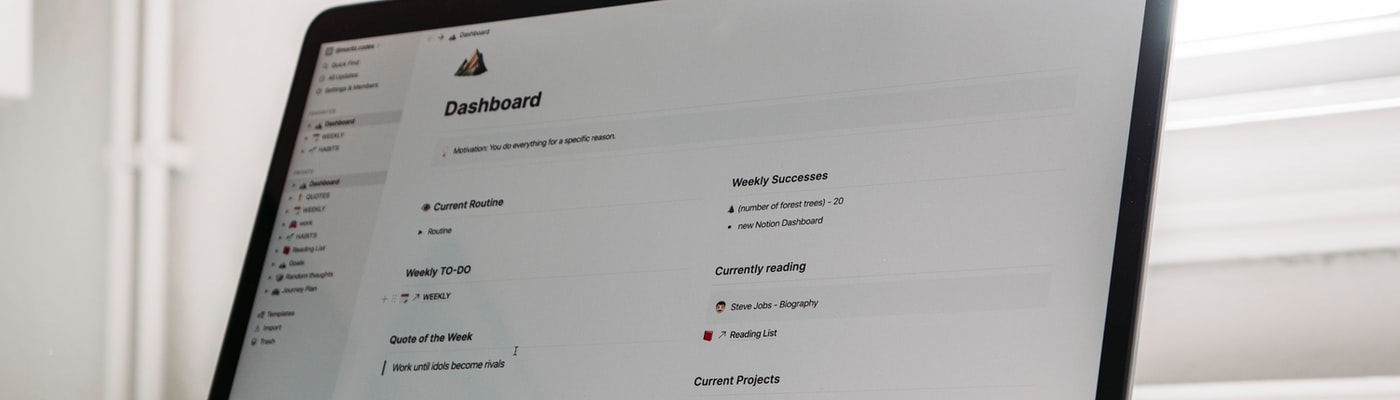 Dashboard
Quick Find
All Updates
Settings & Members
FAVORITES
Dashboard
WEEKLY
HABITS
PRIVATE
Dashboard
QUOTES
WEEKLY
work
HABITS
Reading List
Goals
Random thoughts
Journey Plan
Templates
Import
Trash
Dashboard
Motivation: You do everything for a specific reason.
Current Routine
Routine
Weekly TO-DO
WEEKLY
Quote of the Week
Work until idols become rivals
Weekly Successes
(number of forest trees) - 20
new Notion Dashboard
Currently reading
Steve Jobs - Biography
Reading List
Current Projects